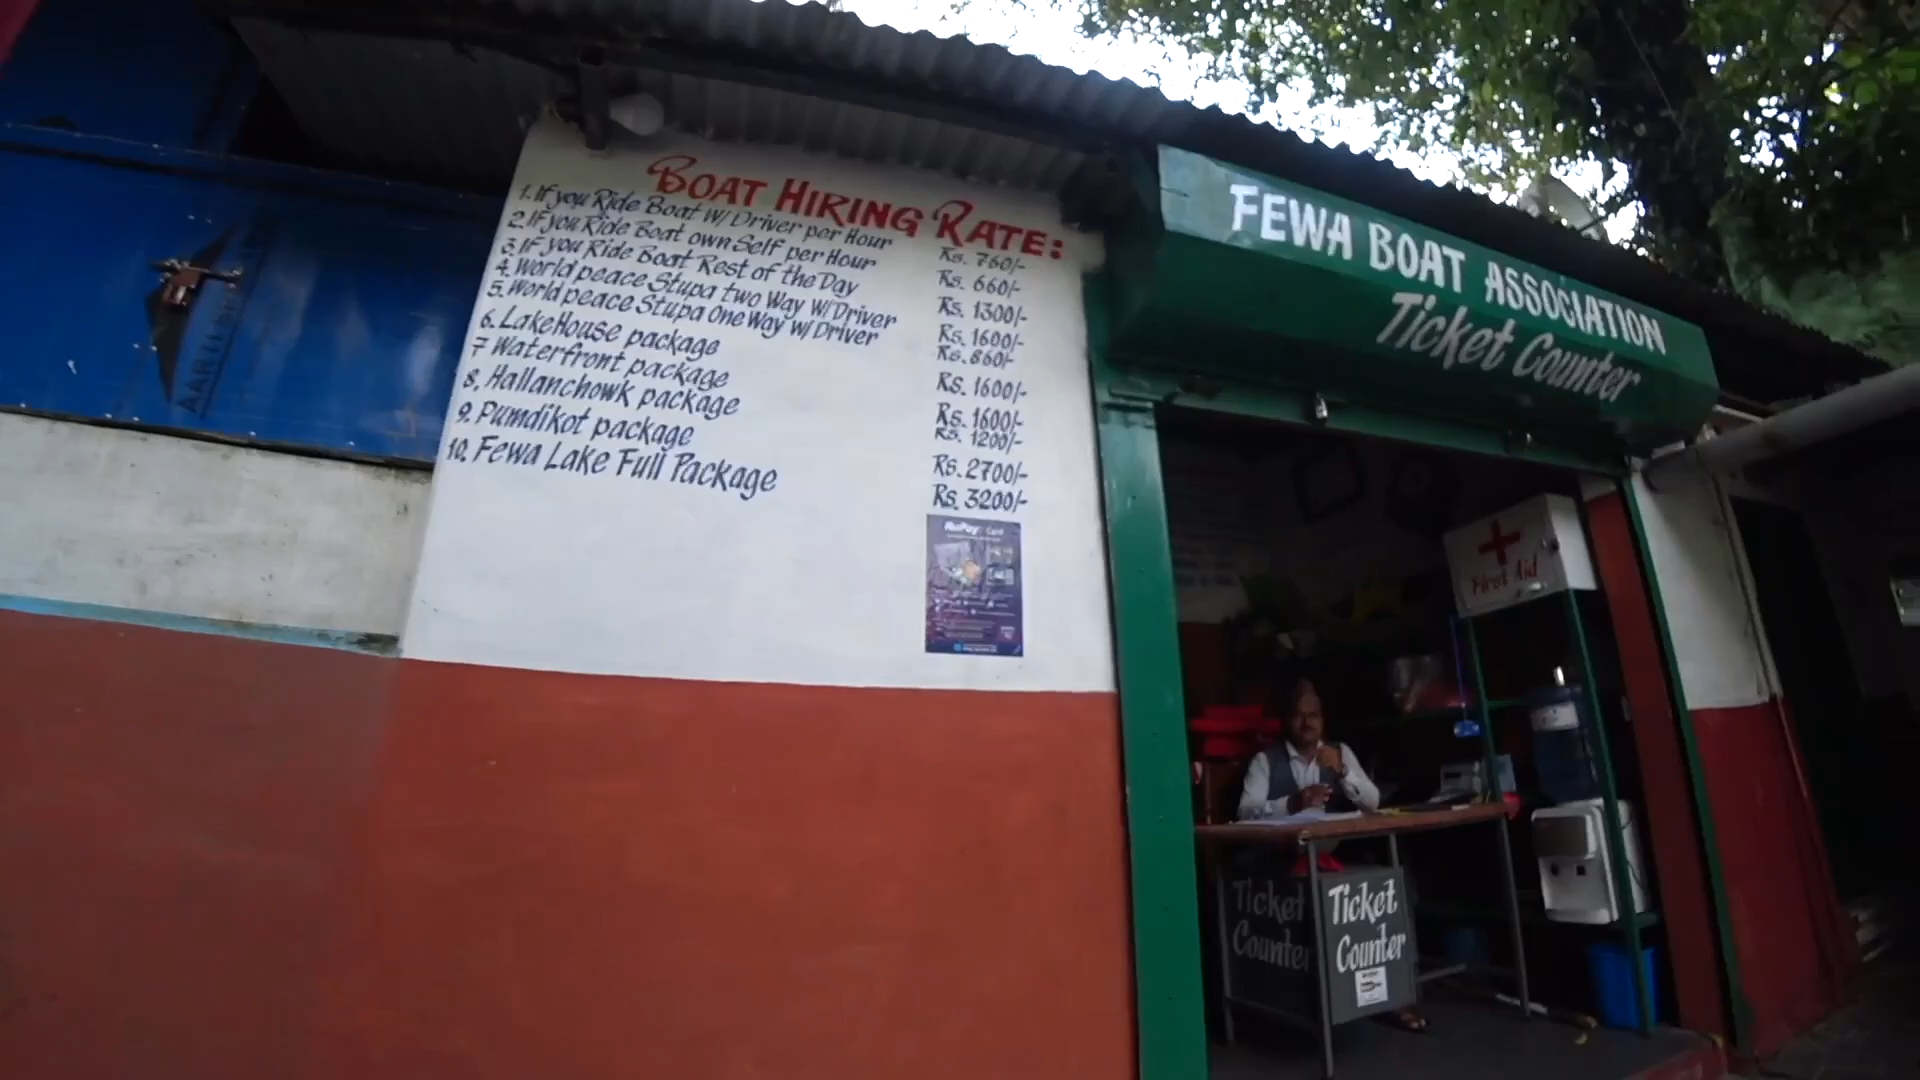 BOAT HIRING RATE:
1. If you Ride Boat W/ Driver per Hour Rs. 760/-
2. If you Ride Boat own Self per Hour Rs. 660/-
3. If you Ride Boat Rest of the Day Rs. 1300/-
4. World peace Stupa two Way W/ Driver Rs. 1600/-
5. World peace Stupa One Way w/ Driver Rs. 860/-
6. LakeHouse package Rs. 1600/-
7 Waterfront package Rs. 1600/-
8. Hallanchowk package Rs. 1200/-
9. Pumdikot package Rs. 2700/-
10. Fewa Lake Full Package Rs. 3200/-
FEWA BOAT ASSOCIATION
Ticket Counter
First Aid
Ticket
Counter
Ticket
Counter